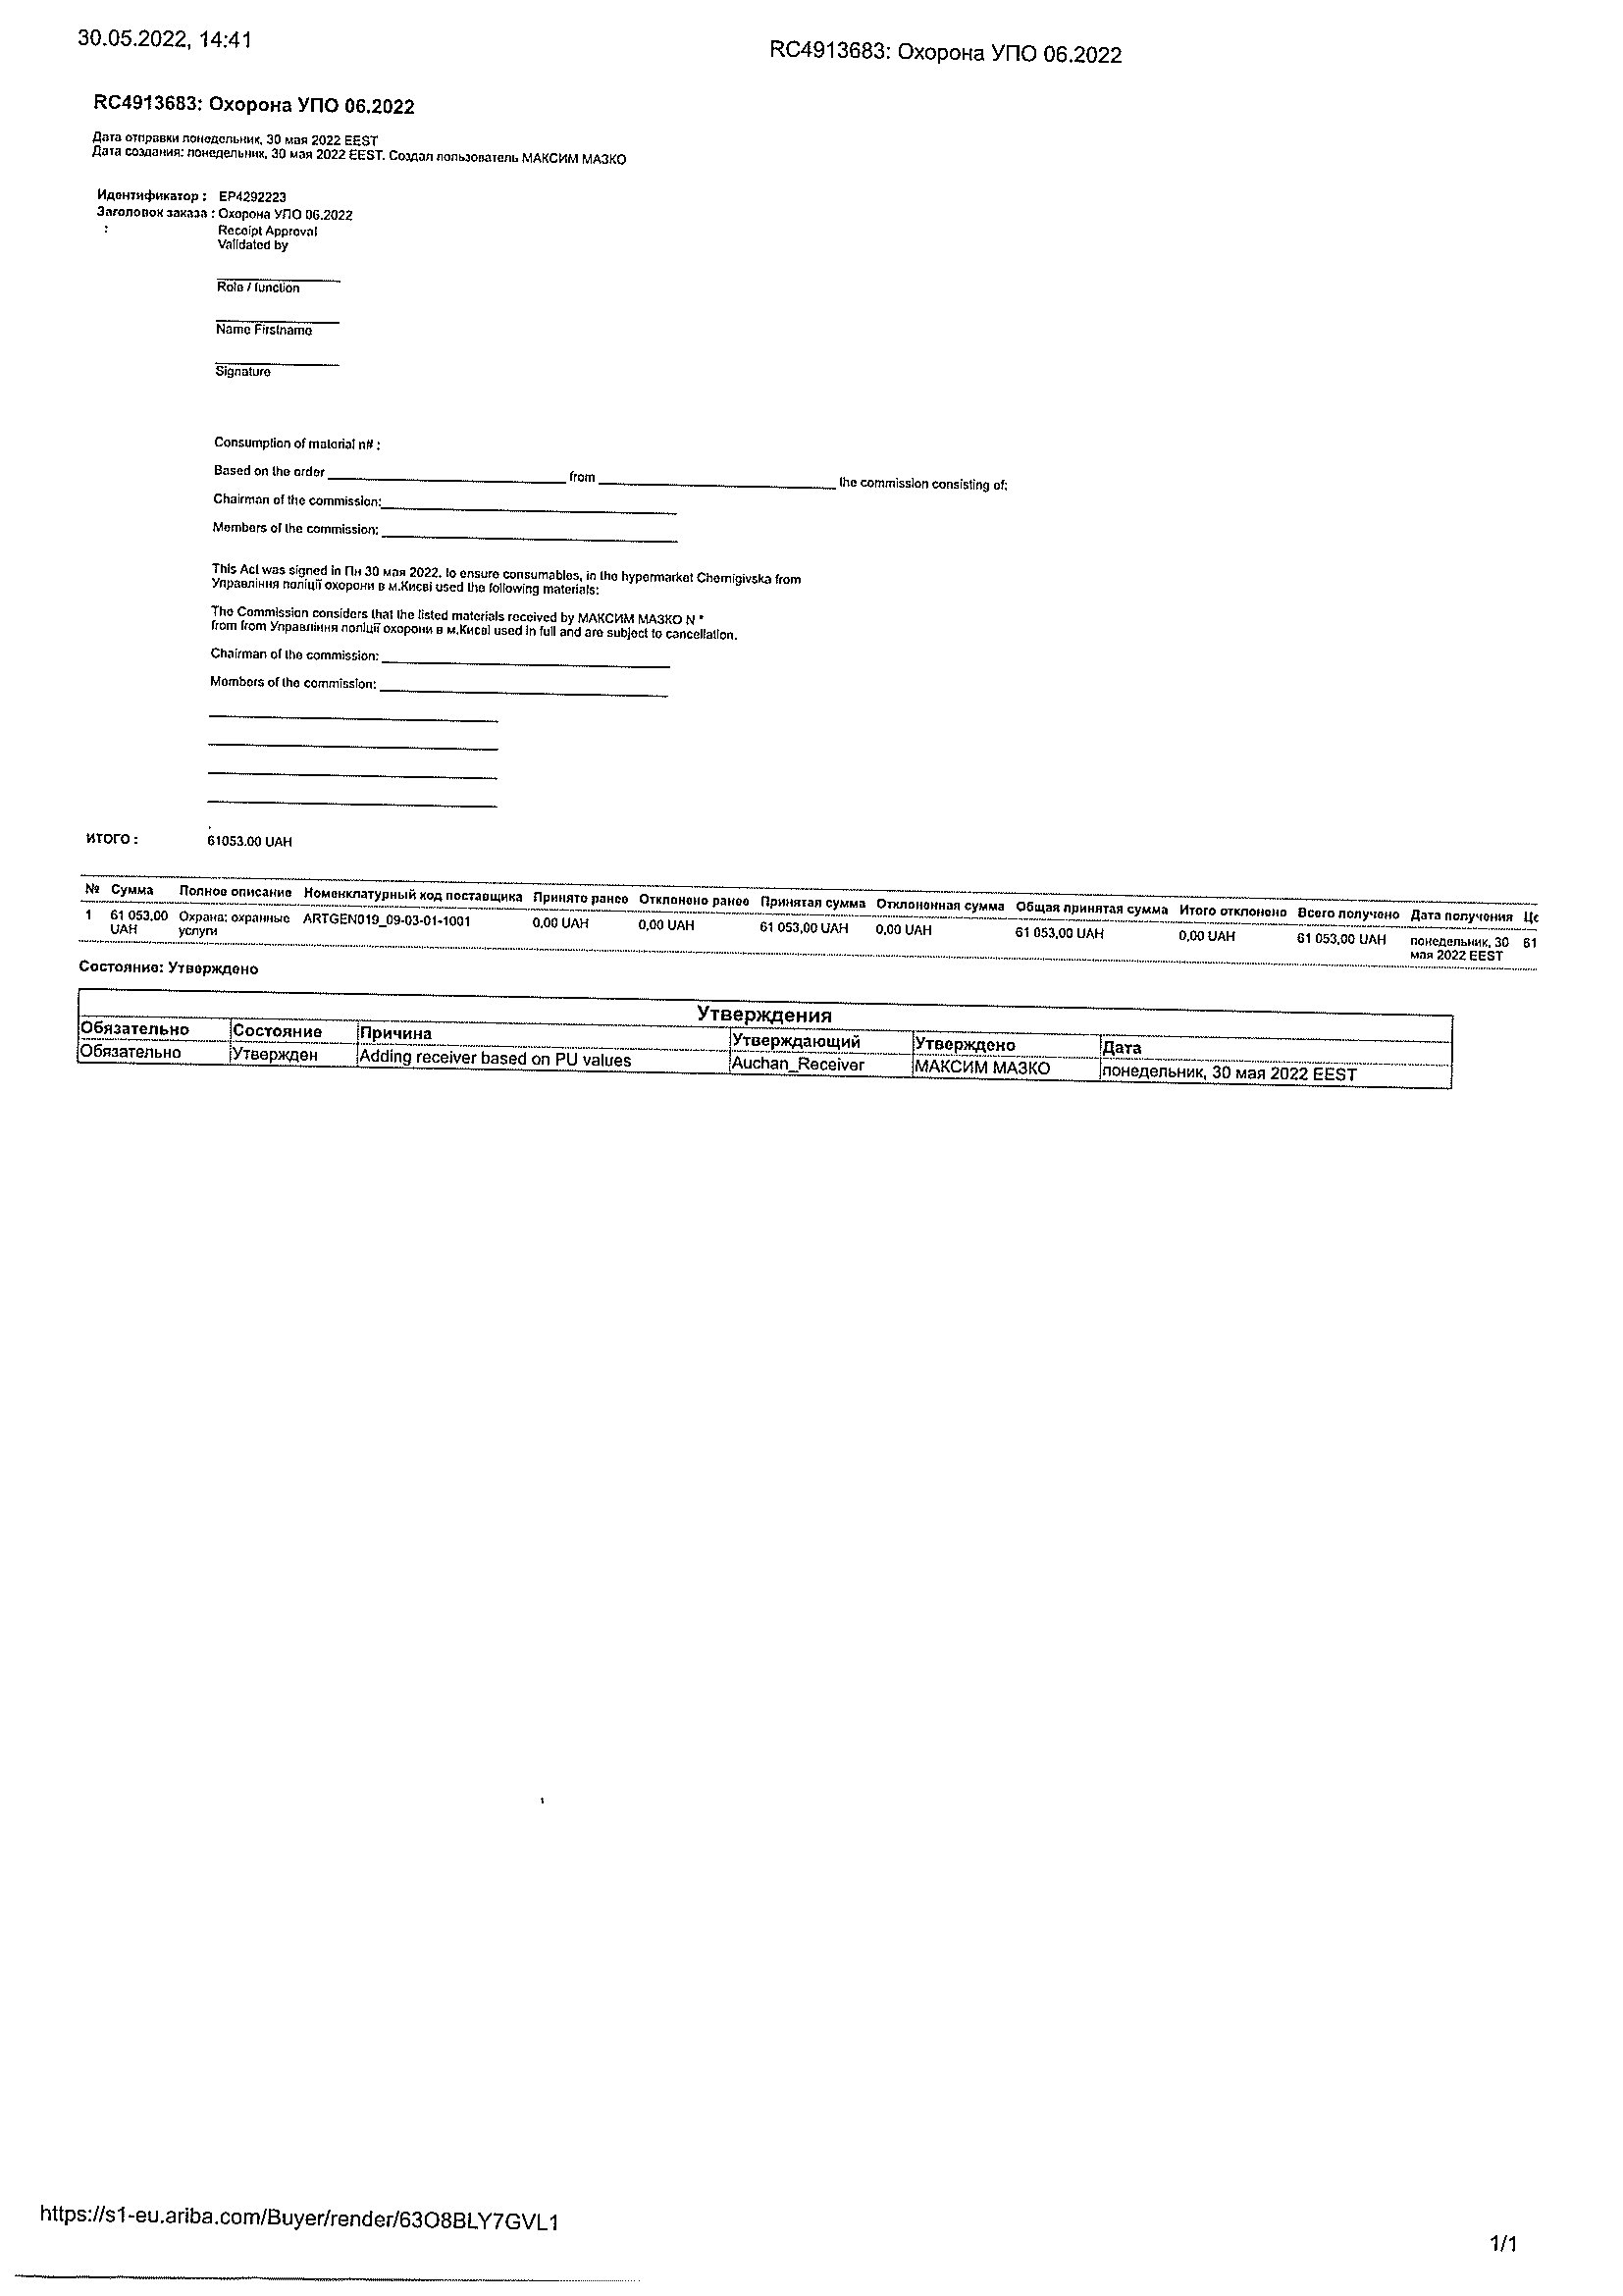 30.05.2022, 14:41
RC4913683: Охорона УПО 06.2022
RC4913683: Охорона УПО 06.2022
Дата отправки понедельник, 30 мая 2022 EEST
Дата создания: понедельник, 30 мая 2022 EEST. Создал пользователь МАКСИМ МАЗКО
Идентификатор : EP4292223
Заголовок заказа : Охорона УПО 06.2022
: Receipt Approval
Validated by
Role / function
Name Firstname
Signature
Consumption of material n# :
Based on the order ____ from ____ the commission consisting of:
Chairman of the commission:
Members of the commission:
This Act was signed in Пн 30 мая 2022. to ensure consumables, in the hypermarket Chernigivska from
Управління поліції охорони в м.Києві used the following materials:
The Commission considers that the listed materials received by МАКСИМ МАЗКО N *
from from Управління поліції охорони в м.Києві used in full and are subject to cancellation.
Chairman of the commission:
Members of the commission:
ИТОГО : 61053.00 UAH
№ Сумма Полное описание Номенклатурный код поставщика Принято ранее Отклонено ранее Принятая сумма Отклоненная сумма Общая принятая сумма Итого отклонено Всего получено Дата получения Це
1 61 053,00 Охрана: охранные ARTGEN019_09-03-01-1001 0,00 UAH 0,00 UAH 61 053,00 UAH 0,00 UAH 61 053,00 UAH 0,00 UAH 61 053,00 UAH понедельник, 30 61
UAH услуги мая 2022 EEST
Состояние: Утверждено
Утверждения
Обязательно Состояние Причина Утверждающий Утверждено Дата
Обязательно Утвержден Adding receiver based on PU values Auchan_Receiver МАКСИМ МАЗКО понедельник, 30 мая 2022 EEST
https://s1-eu.ariba.com/Buyer/render/63O8BLY7GVL1
1/1